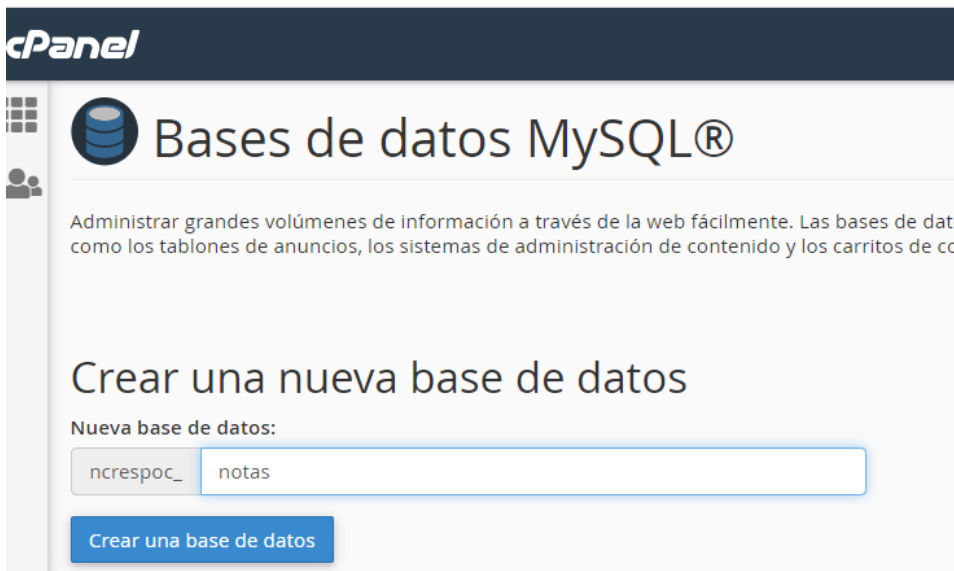 cPanel
Bases de datos MySQL®
Administrar grandes volúmenes de información a través de la web fácilmente. Las bases de
como los tablones de anuncios, los sistemas de administración de contenido y los carritos de
Crear una nueva base de datos
Nueva base de datos:
ncrespoc_ notas
Crear una base de datos